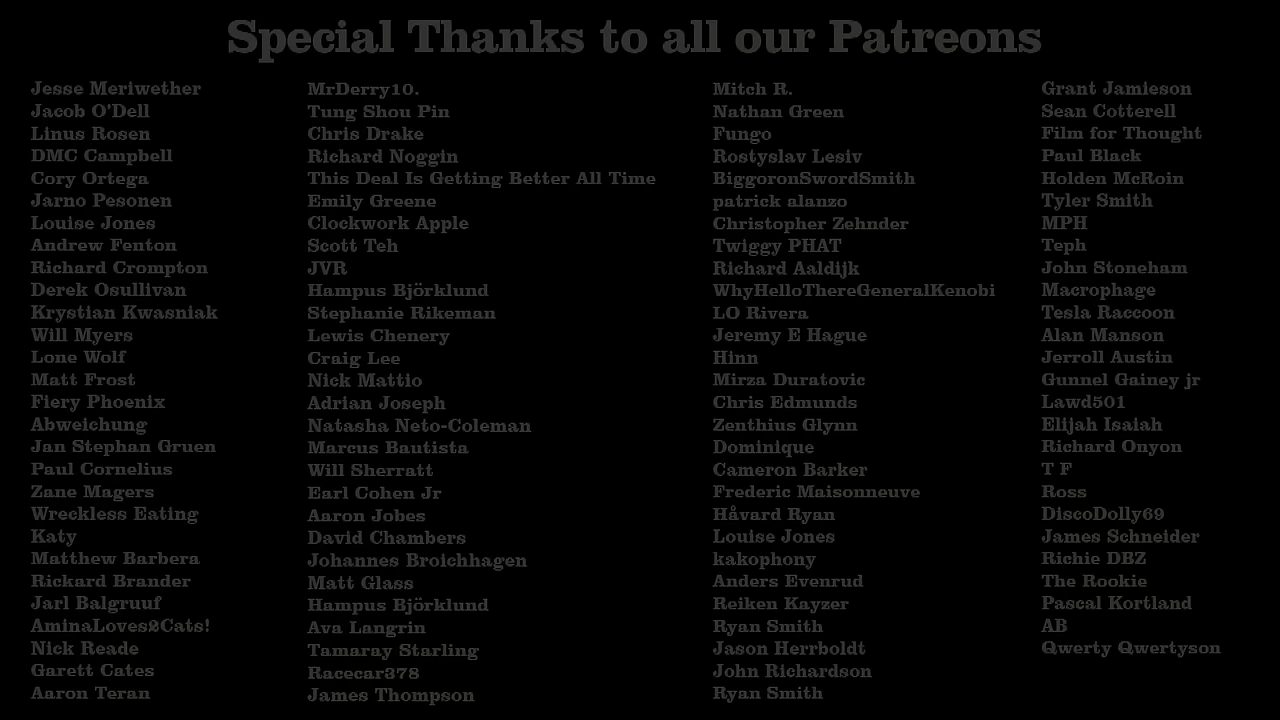 Special Thanks to all our Patreons
Jesse Meriwether
Jacob O'Dell
Linus Rosen
DMC Campbell
Cory Ortega
Jarno Pesonen
Louise Jones
Andrew Fenton
Richard Crompton
Derek Osullivan
Krystian Kwasniak
Will Myers
Lone Wolf
Matt Frost
Fiery Phoenix
Abweichung
Jan Stephan Gruen
Paul Cornelius
Zane Magers
Wreckless Eating
Katy
Matthew Barbera
Rickard Brander
Jarl Balgruuf
AminaLoves2Cats!
Nick Reade
Garett Cates
Aaron Teran
MrDerry10.
Tung Shou Pin
Chris Drake
Richard Noggin
This Deal Is Getting Better All Time
Emily Greene
Clockwork Apple
Scott Teh
JVR
Hampus Björklund
Stephanie Rikeman
Lewis Chenery
Craig Lee
Nick Mattio
Adrian Joseph
Natasha Neto-Coleman
Marcus Bautista
Will Sherratt
Earl Cohen Jr
Aaron Jobes
David Chambers
Johannes Broichhagen
Matt Glass
Hampus Björklund
Ava Langrin
Tamaray Starling
Racecar378
James Thompson
Mitch R.
Nathan Green
Fungo
Rostyslav Lesiv
BiggoronSwordSmith
patrick alanzo
Christopher Zehnder
Twiggy PHAT
Richard Aaldijk
WhyHelloThereGeneralKenobi
LO Rivera
Jeremy E Hague
Hinn
Mirza Duratovic
Chris Edmunds
Zenthius Glynn
Dominique
Cameron Barker
Frederic Maisonneuve
Håvard Ryan
Louise Jones
kakophony
Anders Evenrud
Reiken Kayzer
Ryan Smith
Jason Herrboldt
John Richardson
Ryan Smith
Grant Jamieson
Sean Cotterell
Film for Thought
Paul Black
Holden McRoin
Tyler Smith
MPH
Teph
John Stoneham
Macrophage
Tesla Raccoon
Alan Manson
Jerroll Austin
Gunnel Gainey jr
Lawd501
Elijah Isaiah
Richard Onyon
T F
Ross
DiscoDolly69
James Schneider
Richie DBZ
The Rookie
Pascal Kortland
AB
Qwerty Qwertyson